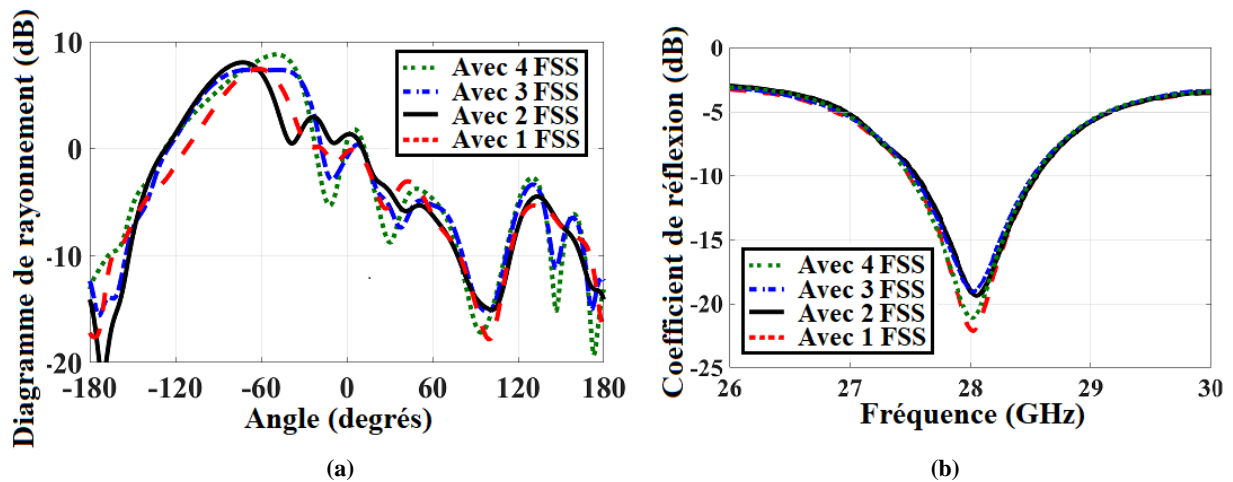 Diagramme de rayonnement (dB)
10
0
-10
-20
-180
-120
-60
0
60
120
180
Angle (degrés)
Avec 4 FSS
Avec 3 FSS
Avec 2 FSS
Avec 1 FSS
(a)
Coefficient de réflexion (dB)
0
-5
-10
-15
-20
-25
26
27
28
29
30
Fréquence (GHz)
Avec 4 FSS
Avec 3 FSS
Avec 2 FSS
Avec 1 FSS
(b)